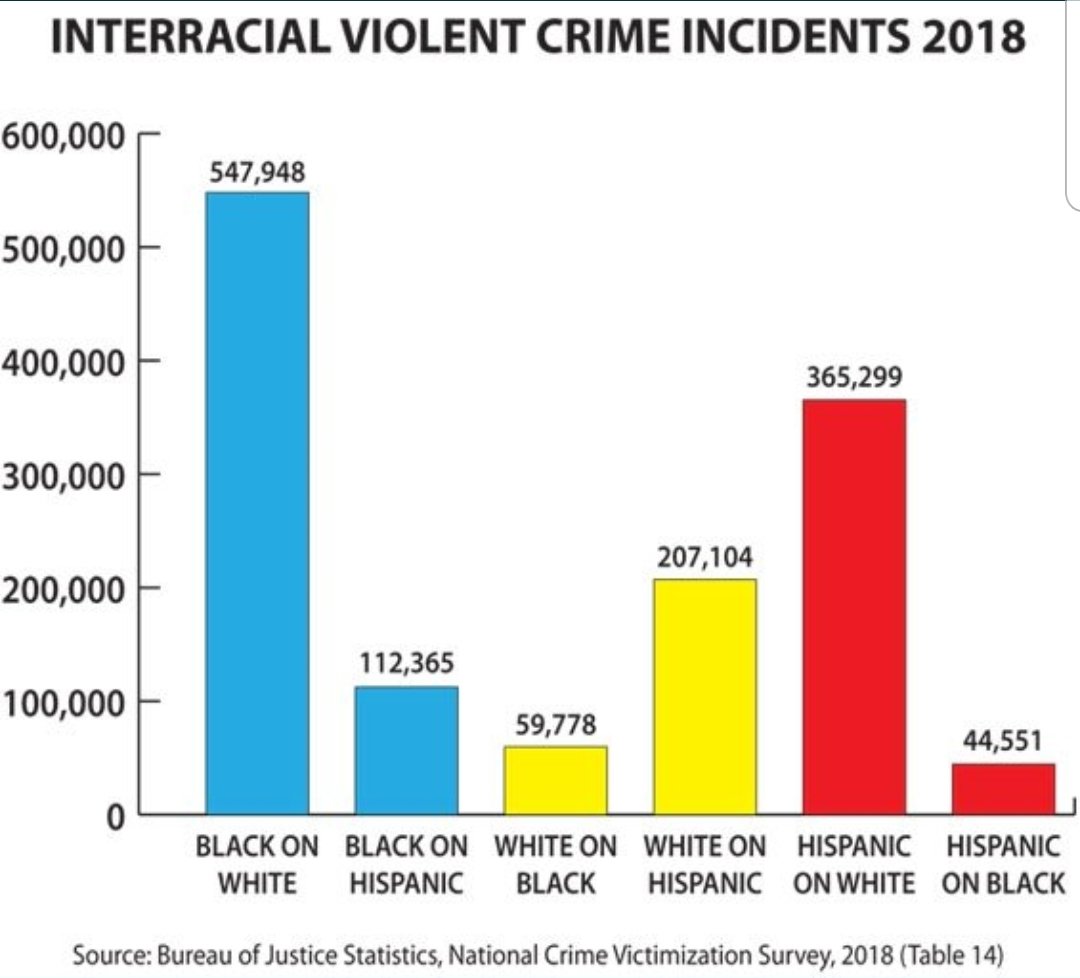 INTERRACIAL VIOLENT CRIME INCIDENTS 2018
600,000
547,948
500,000
400,000
365,299
300,000
207,104
200,000
112,365
100,000
59,778
44,551
0
BLACK ON WHITE
BLACK ON HISPANIC
WHITE ON BLACK
WHITE ON HISPANIC
HISPANIC ON WHITE
HISPANIC ON BLACK
Source: Bureau of Justice Statistics, National Crime Victimization Survey, 2018 (Table 14)